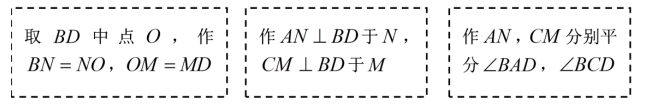 取 BD 中点 O ，作
BN = NO，OM = MD
作 AN ⊥ BD 于 N ，
CM ⊥ BD 于 M
作 AN，CM 分别平
分 ∠BAD，∠BCD